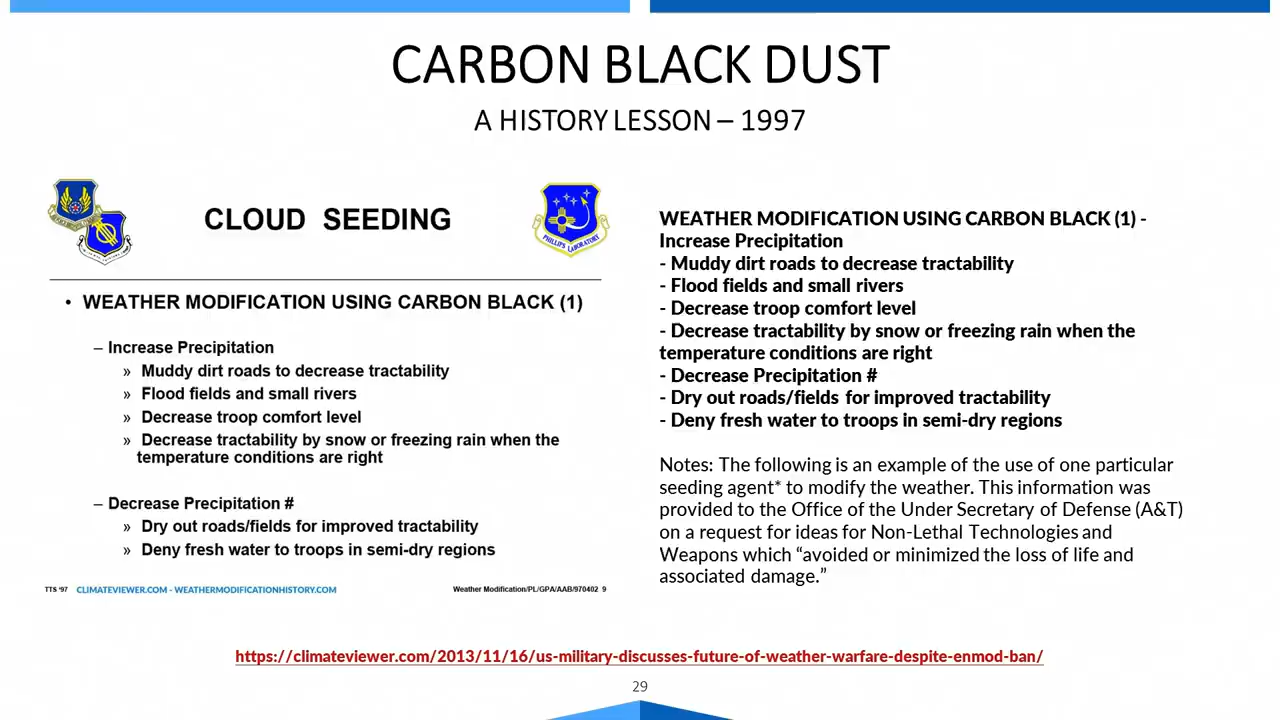 CARBON BLACK DUST
A HISTORY LESSON – 1997
CLOUD SEEDING
PHILLIPS LABORATORY
• WEATHER MODIFICATION USING CARBON BLACK (1)
– Increase Precipitation
» Muddy dirt roads to decrease tractability
» Flood fields and small rivers
» Decrease troop comfort level
» Decrease tractability by snow or freezing rain when the
temperature conditions are right
– Decrease Precipitation #
» Dry out roads/fields for improved tractability
» Deny fresh water to troops in semi-dry regions
TTS '97 CLIMATEVIEWER.COM - WEATHERMODIFICATIONHISTORY.COM Weather Modification/PL/GPA/AAB/970402 9
WEATHER MODIFICATION USING CARBON BLACK (1) -
Increase Precipitation
- Muddy dirt roads to decrease tractability
- Flood fields and small rivers
- Decrease troop comfort level
- Decrease tractability by snow or freezing rain when the
temperature conditions are right
- Decrease Precipitation #
- Dry out roads/fields for improved tractability
- Deny fresh water to troops in semi-dry regions
Notes: The following is an example of the use of one particular
seeding agent* to modify the weather. This information was
provided to the Office of the Under Secretary of Defense (A&T)
on a request for ideas for Non-Lethal Technologies and
Weapons which “avoided or minimized the loss of life and
associated damage.”
https://climateviewer.com/2013/11/16/us-military-discusses-future-of-weather-warfare-despite-enmod-ban/
29